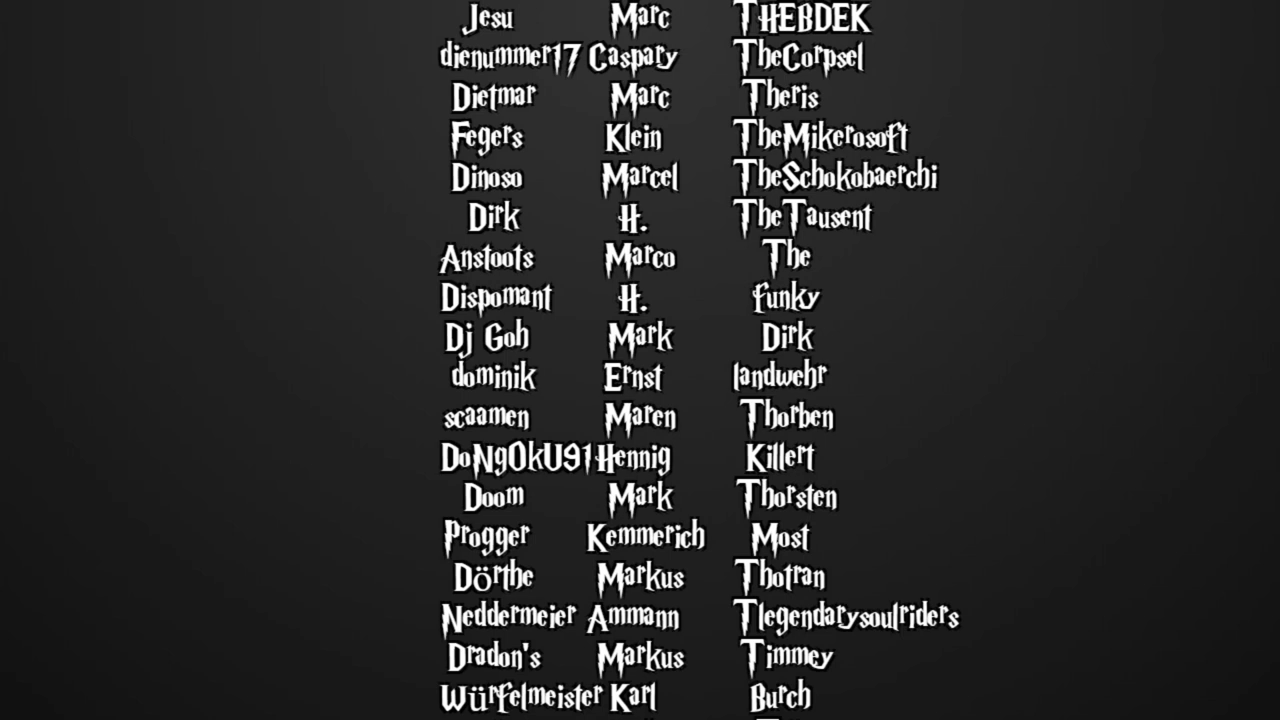 Jesu Marc THEBDEK
dienummer17 Caspary TheCorpsel
Dietmar Marc Theris
Fegers Klein TheMikerosoft
Dinoso Marcel TheSchokobaerchi
Dirk H. TheTausent
Anstoots Marco The
Dispomant H. funky
Dj Goh Mark Dirk
dominik Ernst landwehr
scaamen Maren Thorben
DoNgOkU91 Hennig Killert
Doom Mark Thorsten
Progger Kemmerich Most
Dörthe Markus Thotran
Neddermeier Ammann Tlegendarysoulriders
Dradon's Markus Timmey
Würfelmeister Karl Burch